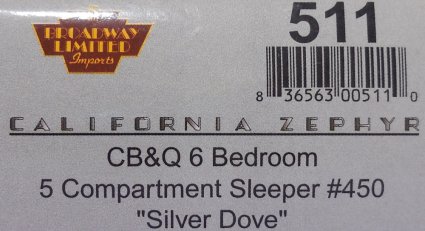 BROADWAY
LIMITED
Imports
511
8 36563 00511 0
CALIFORNIA ZEPHYR
CB&Q 6 Bedroom
5 Compartment Sleeper #450
"Silver Dove"